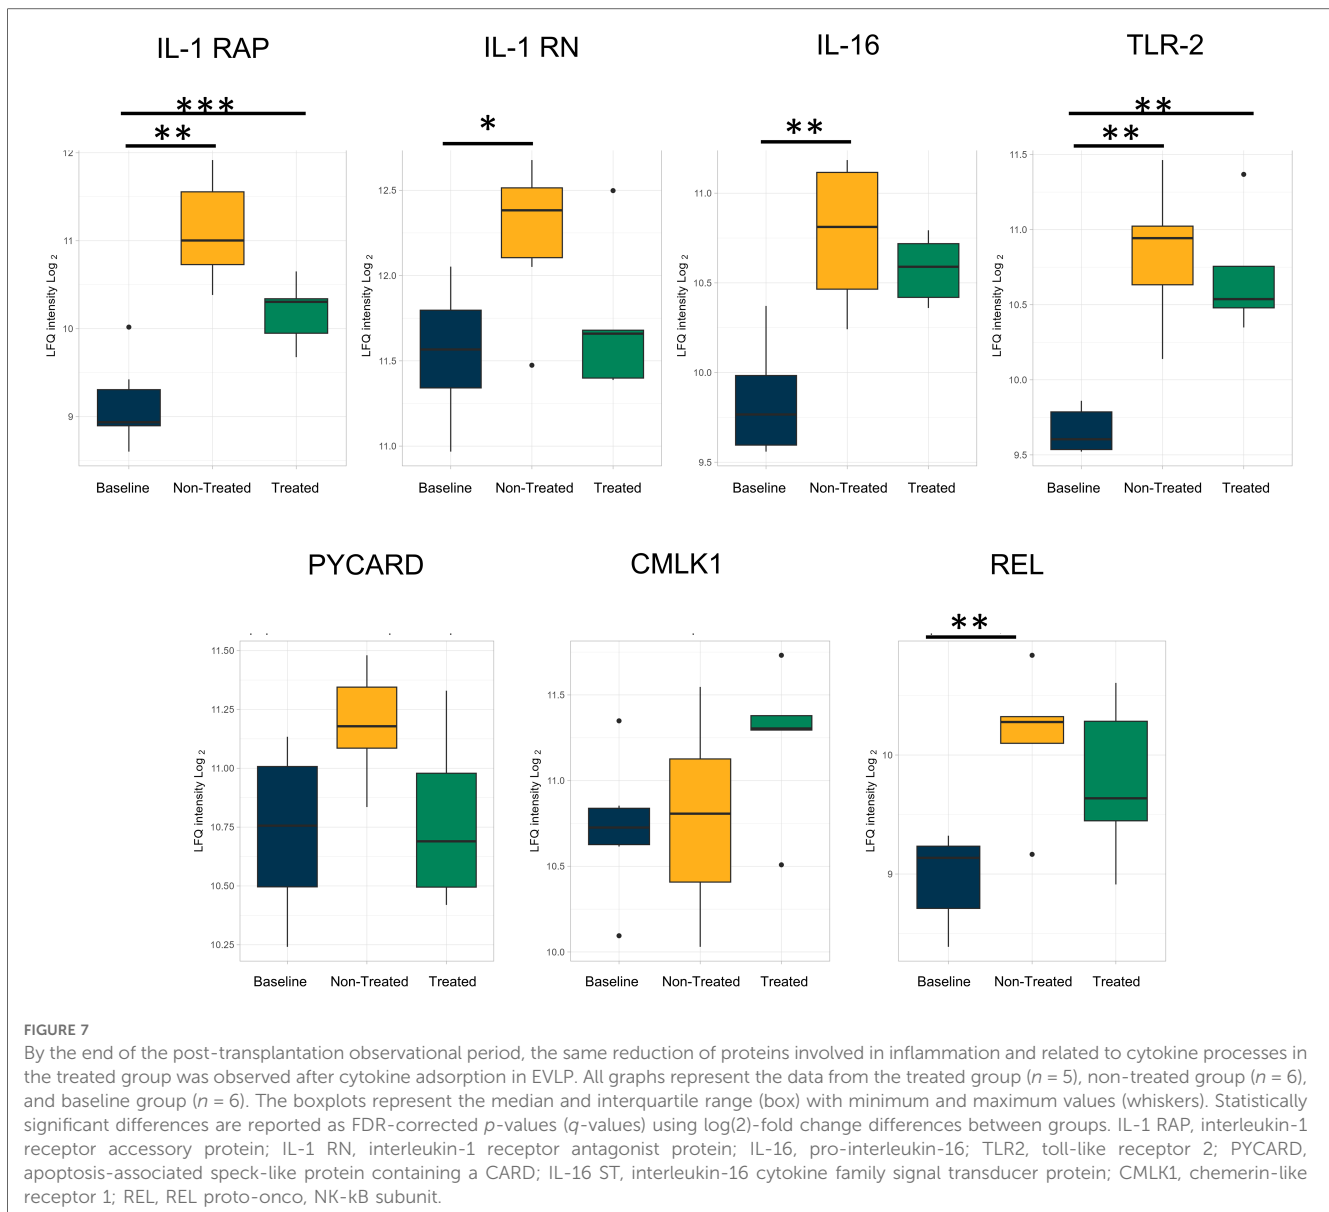 IL-1 RAP
IL-1 RN
IL-16
TLR-2
***
**
*
**
**
**
12
11
10
9
LFQ intensity Log 2
Baseline Non-Treated Treated
12.5
12.0
11.5
11.0
LFQ intensity Log 2
Baseline Non-Treated Treated
11.0
10.5
10.0
9.5
LFQ intensity Log 2
Baseline Non-Treated Treated
11.5
11.0
10.5
10.0
9.5
LFQ intensity Log 2
Baseline Non-Treated Treated
PYCARD
CMLK1
REL
**
11.50
11.25
11.00
10.75
10.50
10.25
LFQ intensity Log 2
Baseline Non-Treated Treated
11.5
11.0
10.5
10.0
LFQ intensity Log 2
Baseline Non-Treated Treated
10
9
LFQ intensity Log 2
Baseline Non-Treated Treated
FIGURE 7
By the end of the post-transplantation observational period, the same reduction of proteins involved in inflammation and related to cytokine processes in
the treated group was observed after cytokine adsorption in EVLP. All graphs represent the data from the treated group (n = 5), non-treated group (n = 6),
and baseline group (n = 6). The boxplots represent the median and interquartile range (box) with minimum and maximum values (whiskers). Statistically
significant differences are reported as FDR-corrected p-values (q-values) using log(2)-fold change differences between groups. IL-1 RAP, interleukin-1
receptor accessory protein; IL-1 RN, interleukin-1 receptor antagonist protein; IL-16, pro-interleukin-16; TLR2, toll-like receptor 2; PYCARD,
apoptosis-associated speck-like protein containing a CARD; IL-16 ST, interleukin-16 cytokine family signal transducer protein; CMLK1, chemerin-like
receptor 1; REL, REL proto-onco, NK-kB subunit.